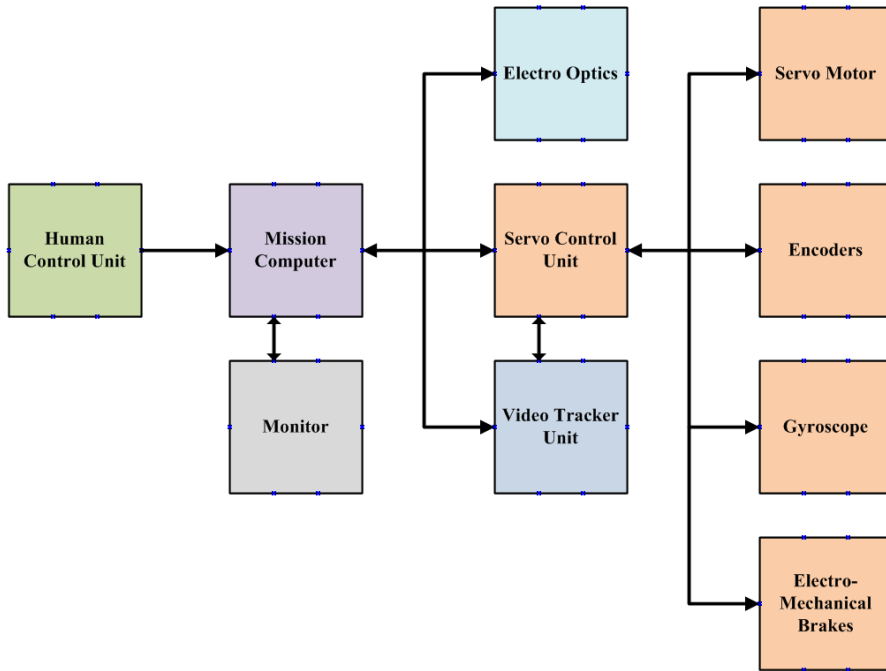 Electro Optics
Servo Motor
Human
Control Unit
Mission
Computer
Servo Control
Unit
Encoders
Monitor
Video Tracker
Unit
Gyroscope
Electro-
Mechanical
Brakes